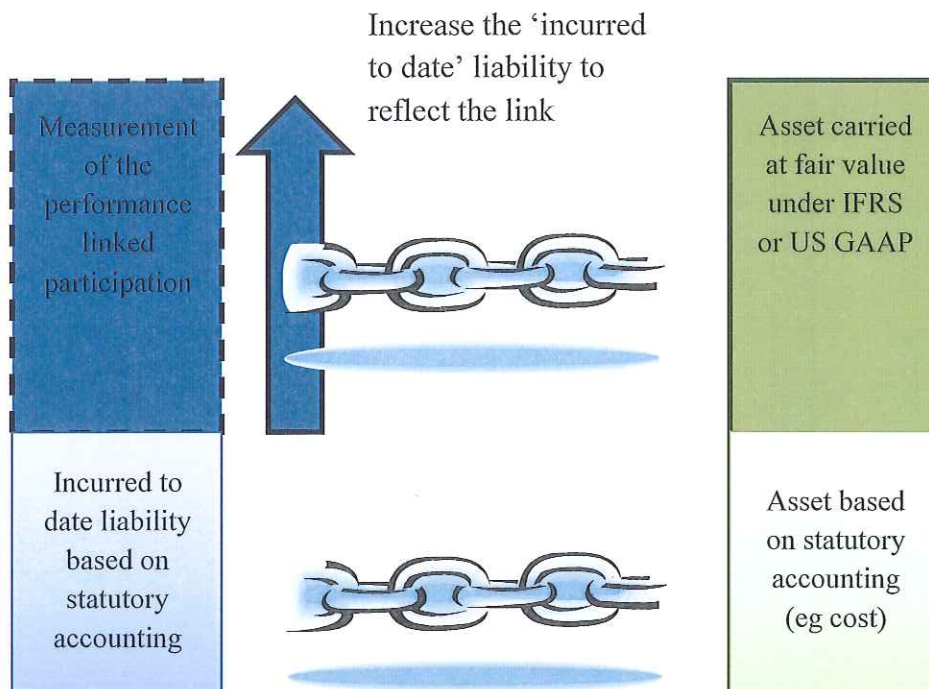 Increase the ‘incurred
to date’ liability to
reflect the link
Measurement
of the
performance
linked
participation
Asset carried
at fair value
under IFRS
or US GAAP
Incurred to
date liability
based on
statutory
accounting
Asset based
on statutory
accounting
(eg cost)